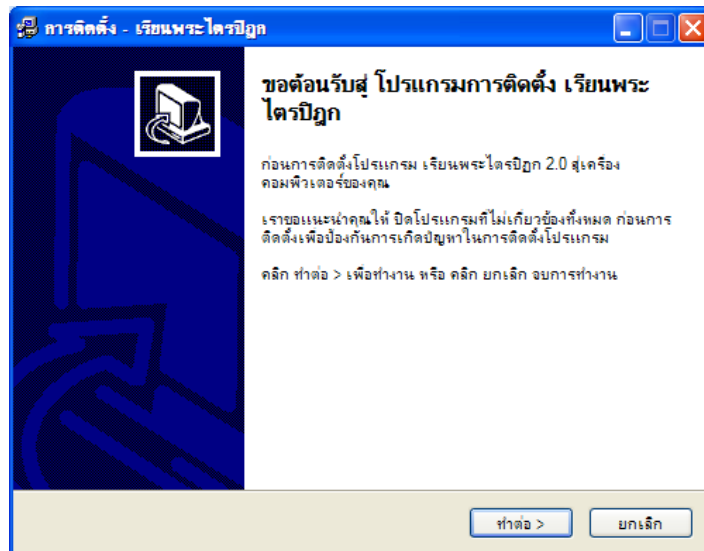 การติดตั้ง - เรียนพระไตรปิฎก
ขอต้อนรับสู่ โปรแกรมการติดตั้ง เรียนพระ
ไตรปิฎก
ก่อนการติดตั้งโปรแกรม เรียนพระไตรปิฎก 2.0 สู่เครื่อง
คอมพิวเตอร์ของคุณ
เราขอแนะนำคุณให้ ปิดโปรแกรมที่ไม่เกี่ยวข้องทั้งหมด ก่อนการ
ติดตั้งเพื่อป้องกันการเกิดปัญหาในการติดตั้งโปรแกรม
คลิก ทำต่อ > เพื่อทำงาน หรือ คลิก ยกเลิก จบการทำงาน
ทำต่อ >
ยกเลิก